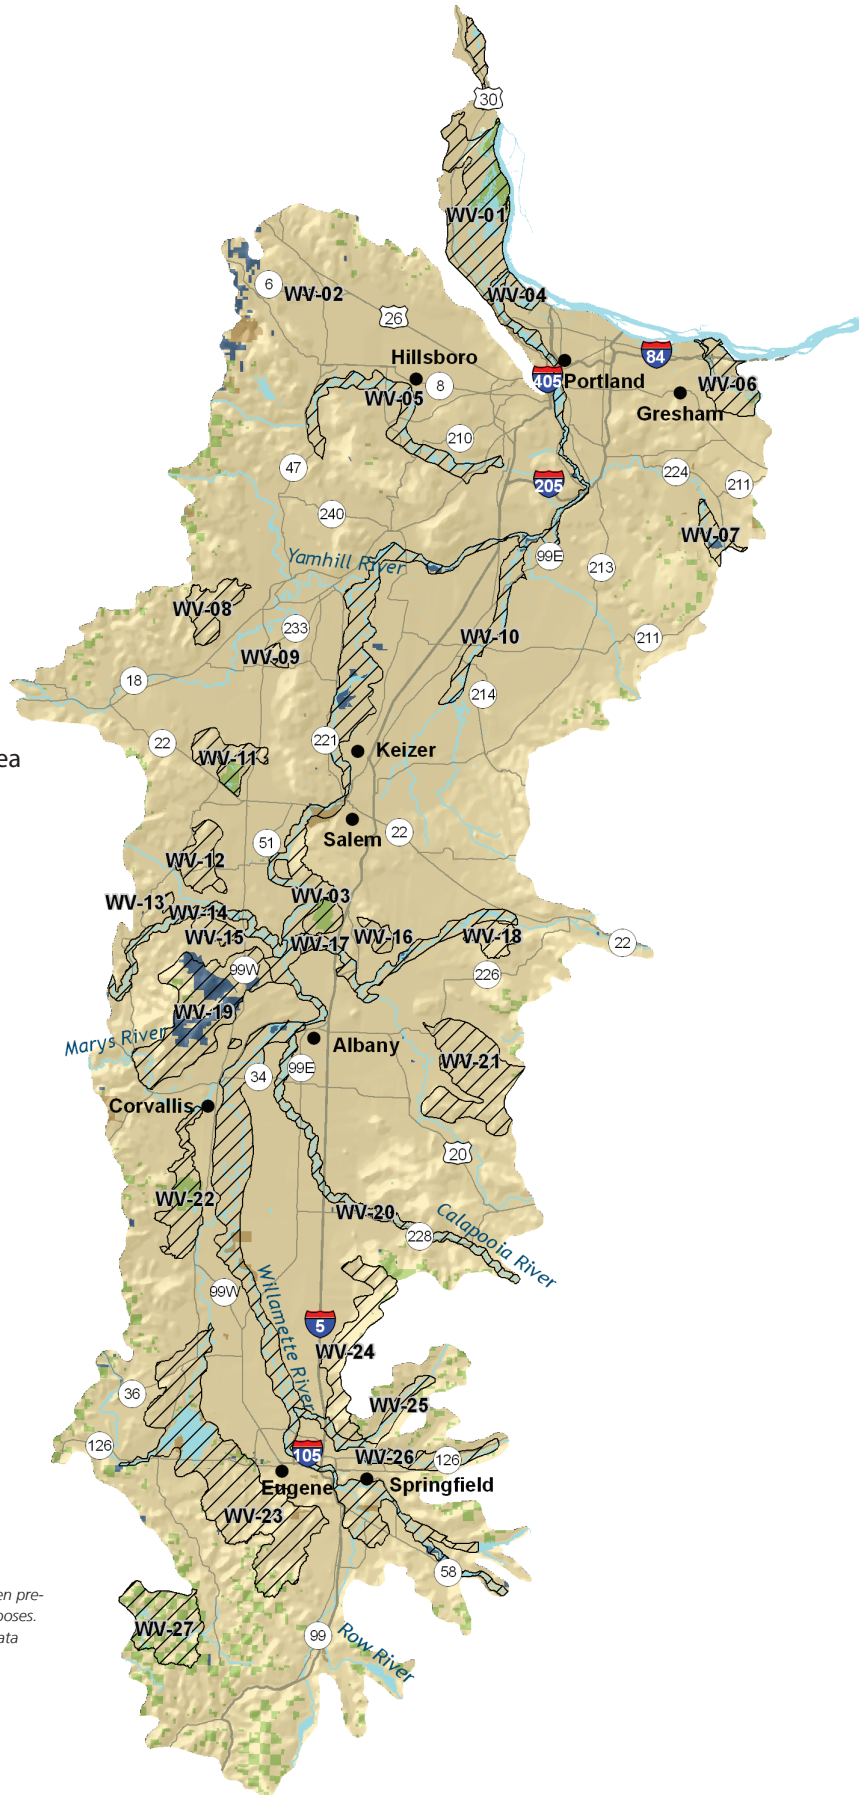 30
WV-01
6
WV-02
WV-04
26
84
Hillsboro
405
Portland
8
WV-06
WV-05
Gresham
210
47
224
205
211
240
WV-07
99E
Yamhill River
213
WV-08
233
WV-10
211
WV-09
18
214
221
22
Keizer
WV-11
ea
22
Salem
51
WV-12
WV-03
WV-13
WV-14
WV-15
WV-17
WV-16
WV-18
22
99W
226
WV-19
Marys River
Albany
WV-21
99E
34
Corvallis
20
WV-22
WV-20
Calapooia River
228
99W
Willamette River
5
WV-24
36
WV-25
126
105
WV-26
126
Eugene
Springfield
WV-23
58
en pre-
poses.
ata
WV-27
99
Row River